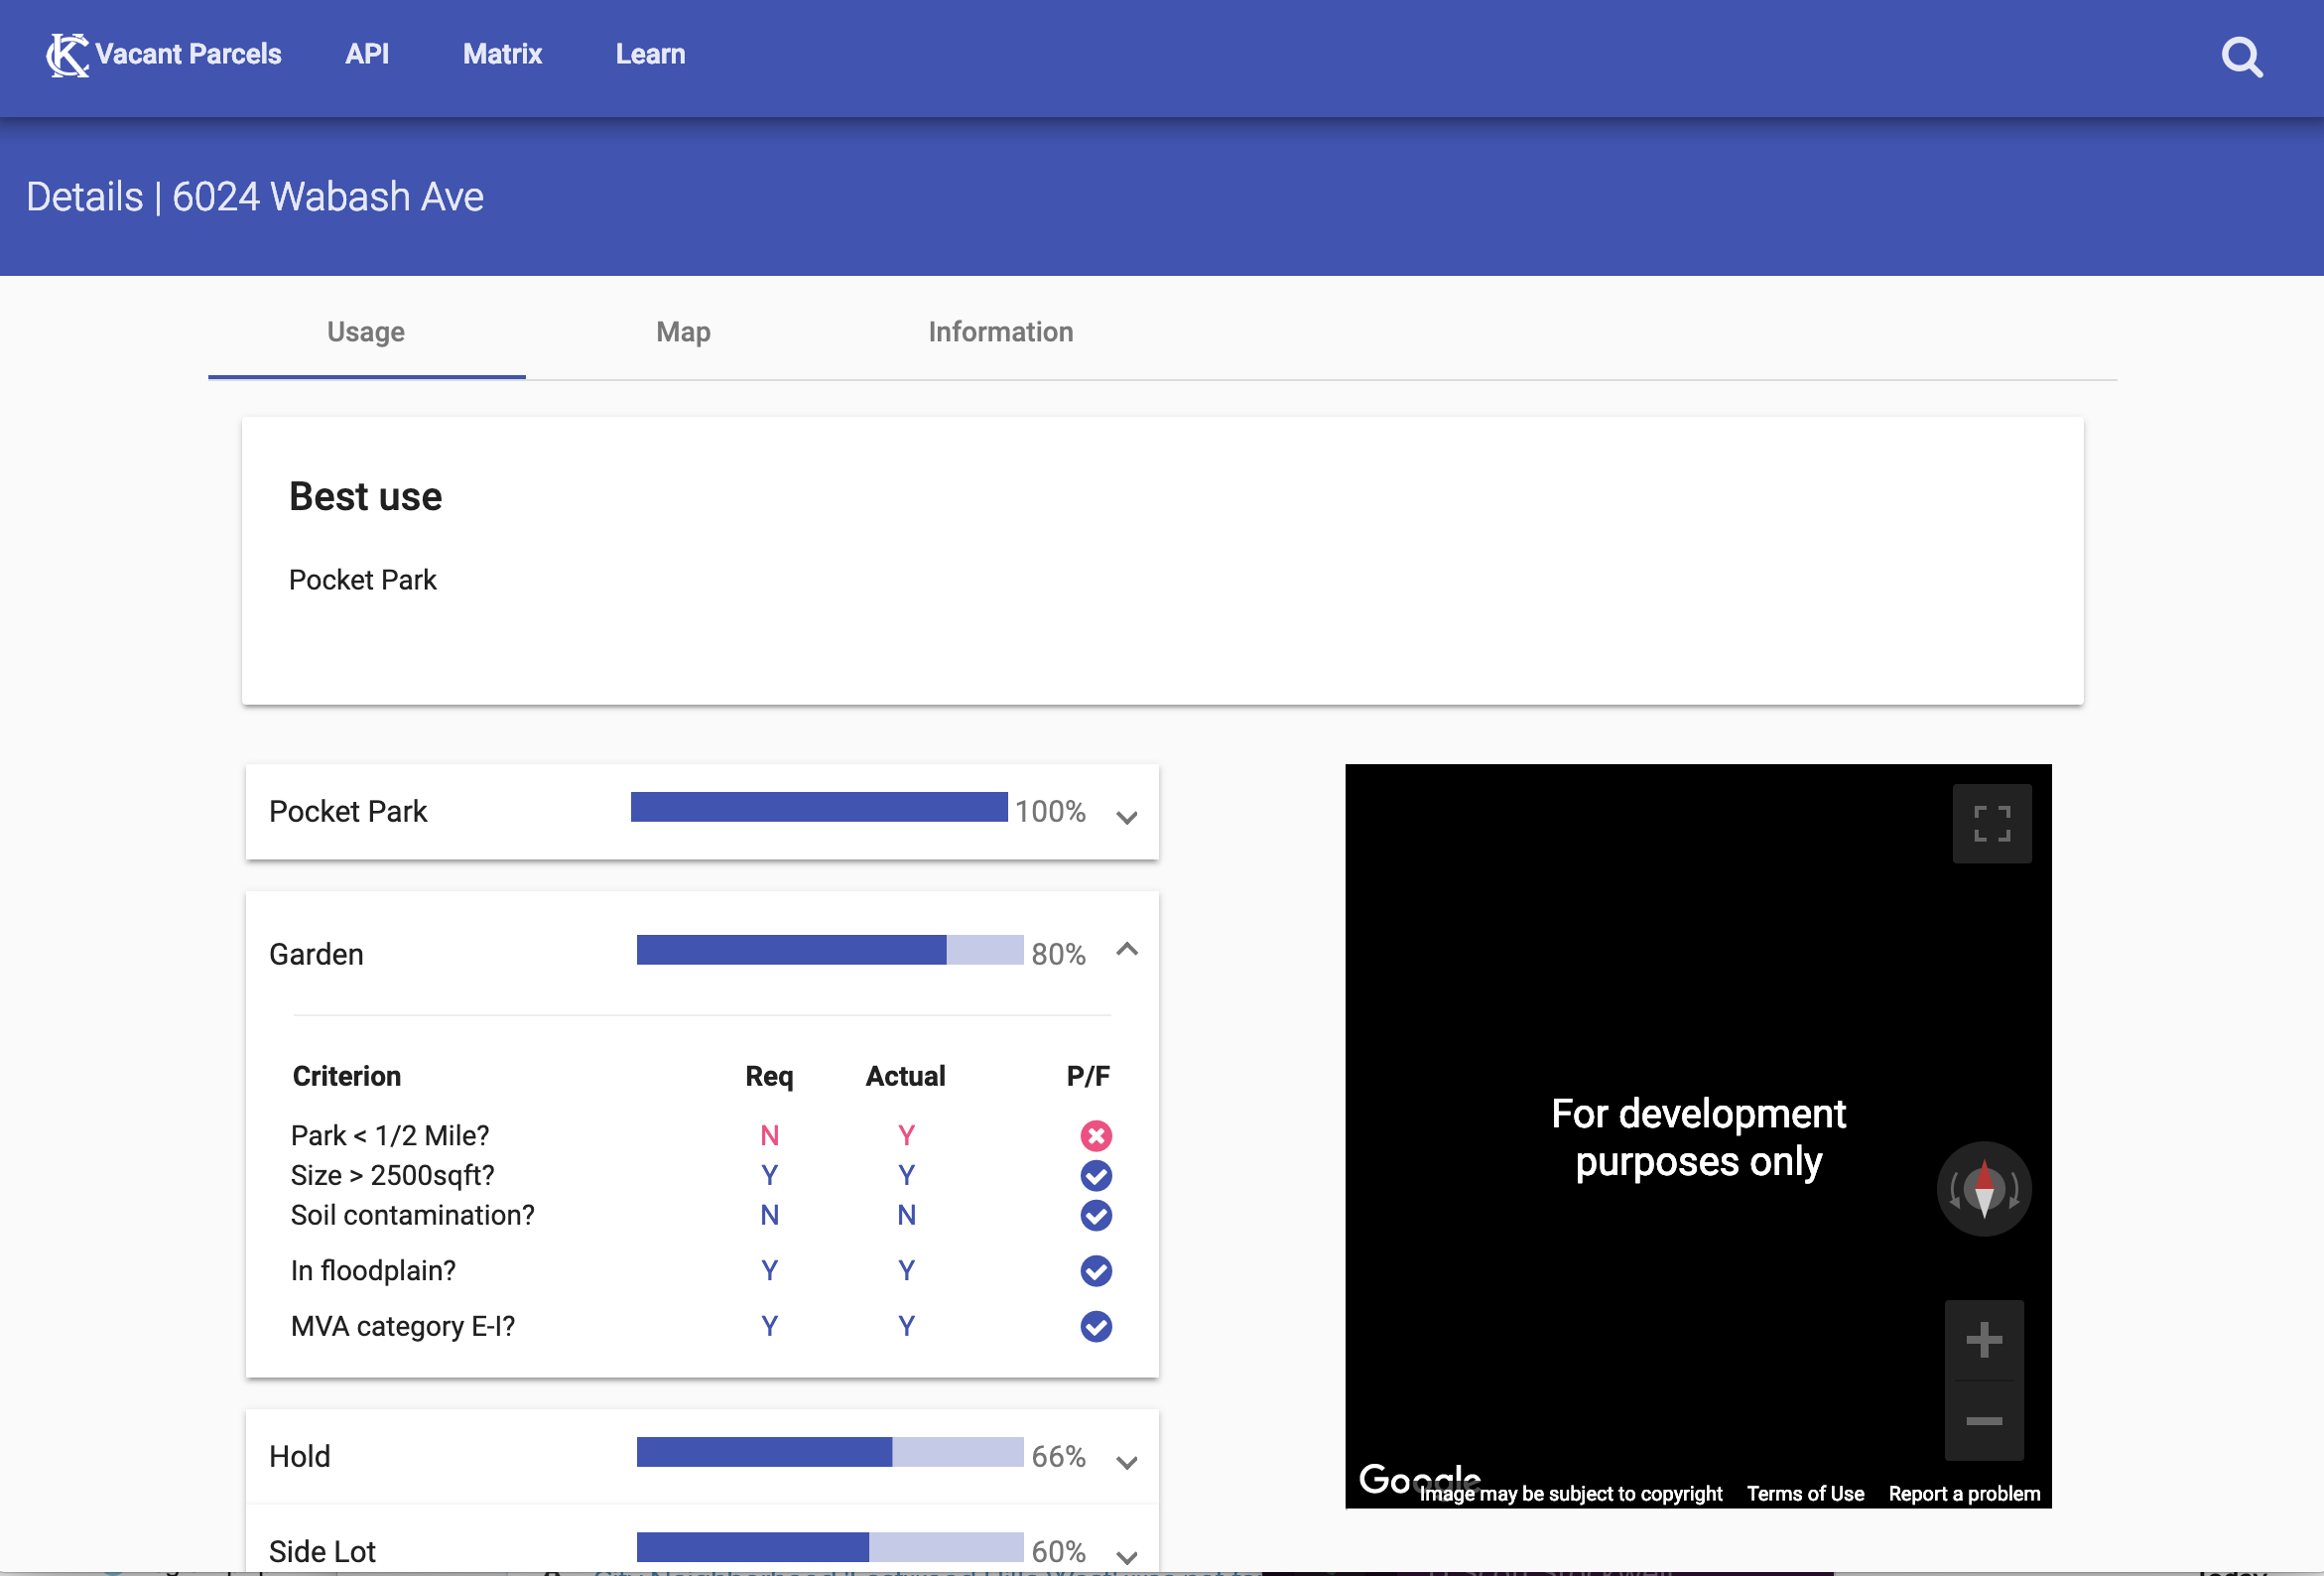 KC Vacant Parcels API Matrix Learn
Details | 6024 Wabash Ave
Usage Map Information
Best use
Pocket Park
Pocket Park 100%
Garden 80%
Criterion Req Actual P/F
Park < 1/2 Mile? N Y
Size > 2500sqft? Y Y
Soil contamination? N N
In floodplain? Y Y
MVA category E-I? Y Y
Hold 66%
Side Lot 60%
For development
purposes only
Google
Image may be subject to copyright Terms of Use Report a problem